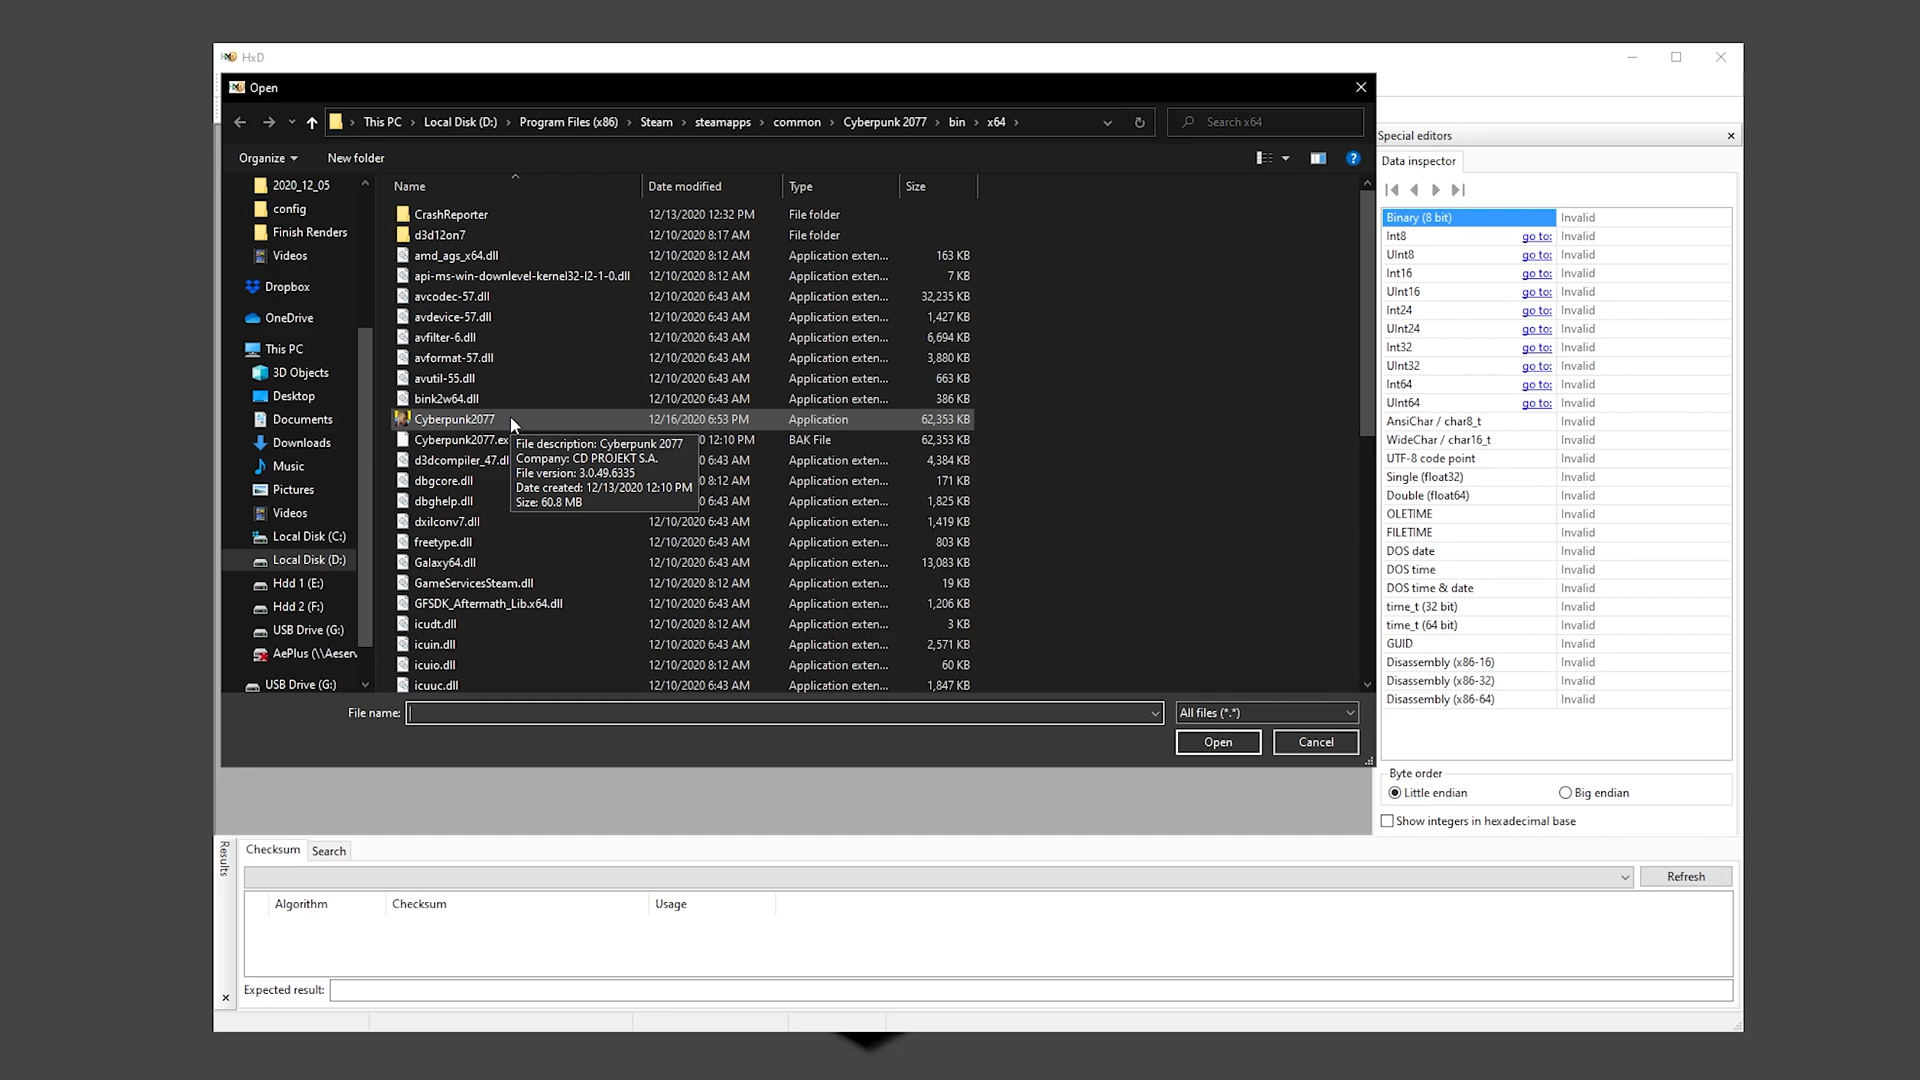 HxD
Open
This PC > Local Disk (D:) > Program Files (x86) > Steam > steamapps > common > Cyberpunk 2077 > bin > x64 >
Search x64
Organize
New folder
Name Date modified Type Size
2020_12_05
config
Finish Renders
Videos
Dropbox
OneDrive
This PC
3D Objects
Desktop
Documents
Downloads
Music
Pictures
Videos
Local Disk (C:)
Local Disk (D:)
Hdd 1 (E:)
Hdd 2 (F:)
USB Drive (G:)
AePlus (\\Aeserv
USB Drive (G:)
CrashReporter 12/13/2020 12:32 PM File folder
d3d12on7 12/10/2020 8:17 AM File folder
amd_ags_x64.dll 12/10/2020 8:12 AM Application exten... 163 KB
api-ms-win-downlevel-kernel32-l2-1-0.dll 12/10/2020 8:12 AM Application exten... 7 KB
avcodec-57.dll 12/10/2020 6:43 AM Application exten... 32,235 KB
avdevice-57.dll 12/10/2020 6:43 AM Application exten... 1,427 KB
avfilter-6.dll 12/10/2020 6:43 AM Application exten... 6,694 KB
avformat-57.dll 12/10/2020 6:43 AM Application exten... 3,880 KB
avutil-55.dll 12/10/2020 6:43 AM Application exten... 663 KB
bink2w64.dll 12/10/2020 6:43 AM Application exten... 386 KB
Cyberpunk2077 12/16/2020 6:53 PM Application 62,353 KB
Cyberpunk2077.ex 0 12:10 PM BAK File 62,353 KB
d3dcompiler_47.dl 0 6:43 AM Application exten... 4,384 KB
dbgcore.dll 0 8:12 AM Application exten... 171 KB
dbghelp.dll 0 6:43 AM Application exten... 1,825 KB
dxilconv7.dll 12/10/2020 6:43 AM Application exten... 1,419 KB
freetype.dll 12/10/2020 6:43 AM Application exten... 803 KB
Galaxy64.dll 12/10/2020 6:43 AM Application exten... 13,083 KB
GameServicesSteam.dll 12/10/2020 8:12 AM Application exten... 19 KB
GFSDK_Aftermath_Lib.x64.dll 12/10/2020 6:43 AM Application exten... 1,206 KB
icudt.dll 12/10/2020 8:12 AM Application exten... 3 KB
icuin.dll 12/10/2020 6:43 AM Application exten... 2,571 KB
icuio.dll 12/10/2020 8:12 AM Application exten... 60 KB
icuuc.dll 12/10/2020 6:43 AM Application exten... 1,847 KB
File description: Cyberpunk 2077
Company: CD PROJEKT S.A.
File version: 3.0.49.6335
Date created: 12/13/2020 12:10 PM
Size: 60.8 MB
File name:
All files (*.*)
Open
Cancel
Special editors
Data inspector
Binary (8 bit) Invalid
Int8 go to: Invalid
UInt8 go to: Invalid
Int16 go to: Invalid
UInt16 go to: Invalid
Int24 go to: Invalid
UInt24 go to: Invalid
Int32 go to: Invalid
UInt32 go to: Invalid
Int64 go to: Invalid
UInt64 go to: Invalid
AnsiChar / char8_t Invalid
WideChar / char16_t Invalid
UTF-8 code point Invalid
Single (float32) Invalid
Double (float64) Invalid
OLETIME Invalid
FILETIME Invalid
DOS date Invalid
DOS time Invalid
DOS time & date Invalid
time_t (32 bit) Invalid
time_t (64 bit) Invalid
GUID Invalid
Disassembly (x86-16) Invalid
Disassembly (x86-32) Invalid
Disassembly (x86-64) Invalid
Byte order
Little endian
Big endian
Show integers in hexadecimal base
Results
Checksum
Search
Refresh
Algorithm Checksum Usage
Expected result: